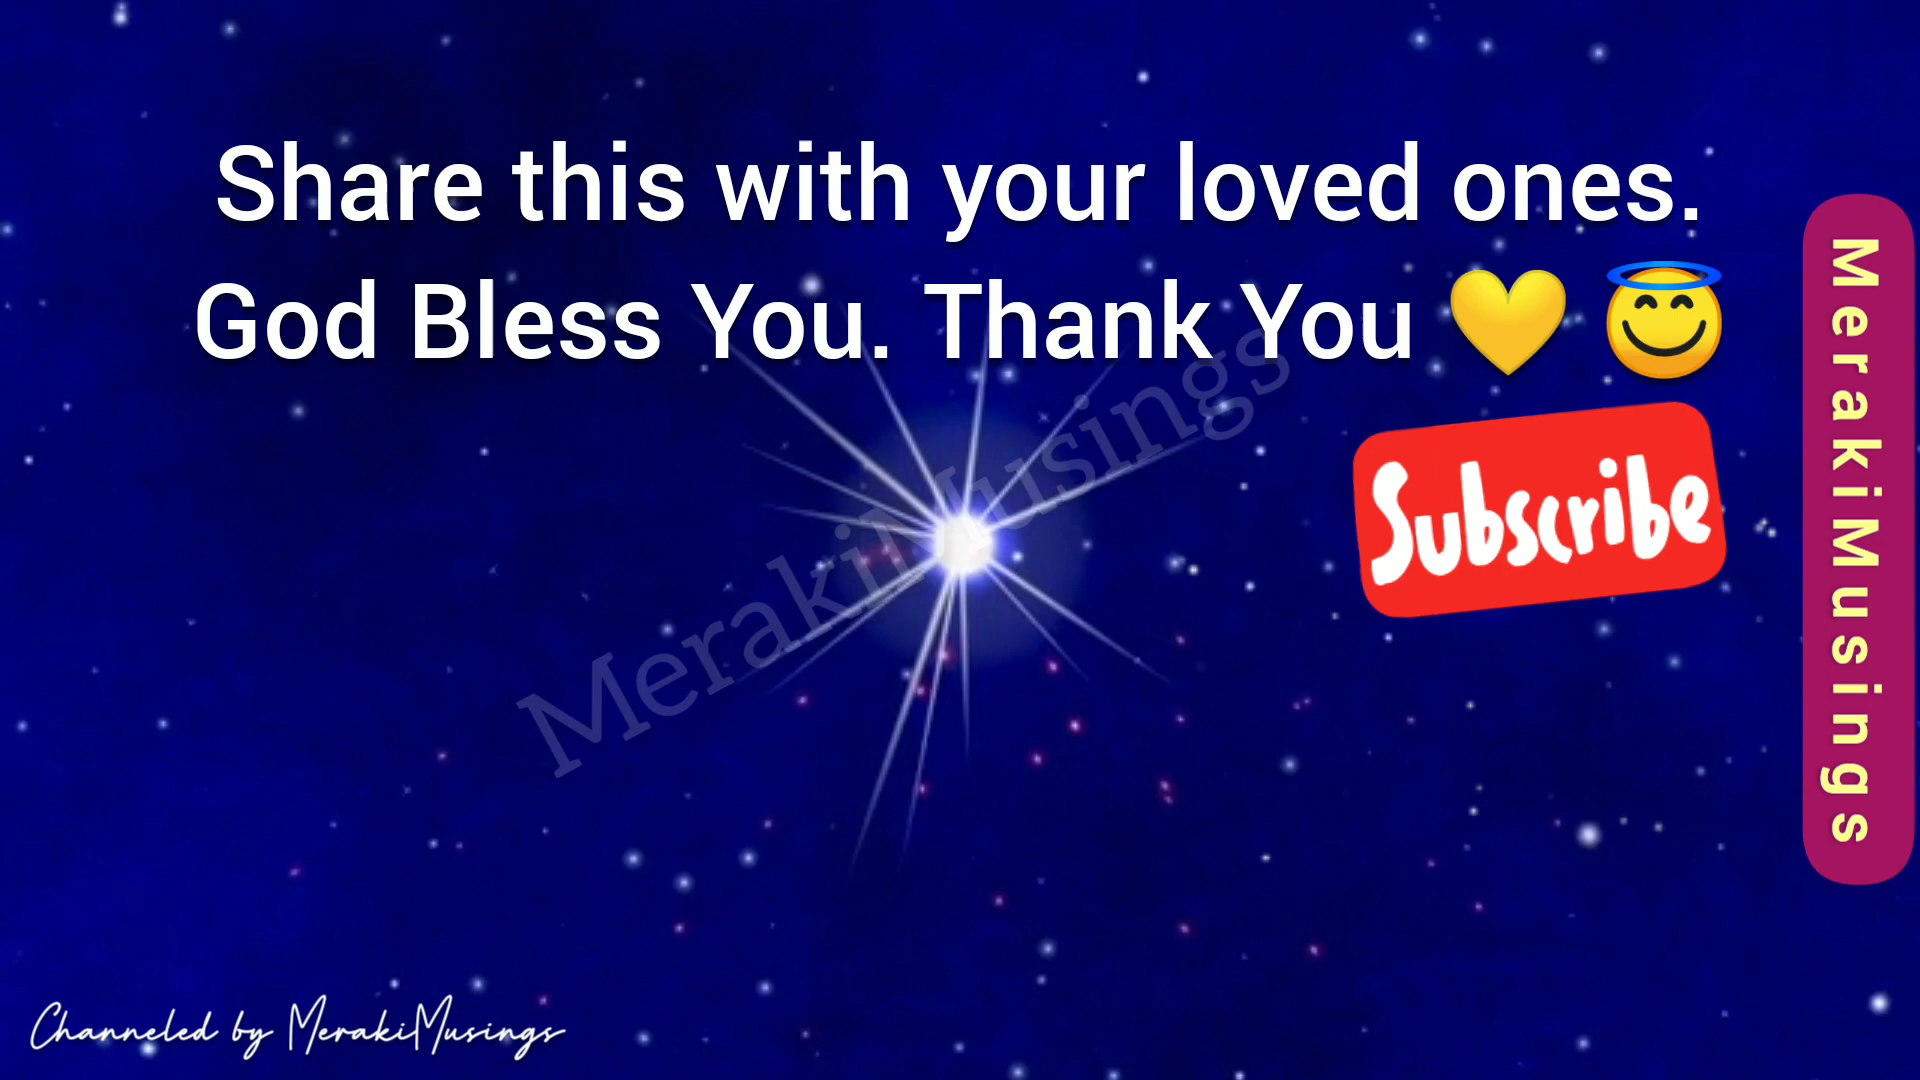 Share this with your loved ones.
God Bless You. Thank You 💛 😇
Subscribe
MerakiMusings
MerakiMusings
Channeled by MerakiMusings